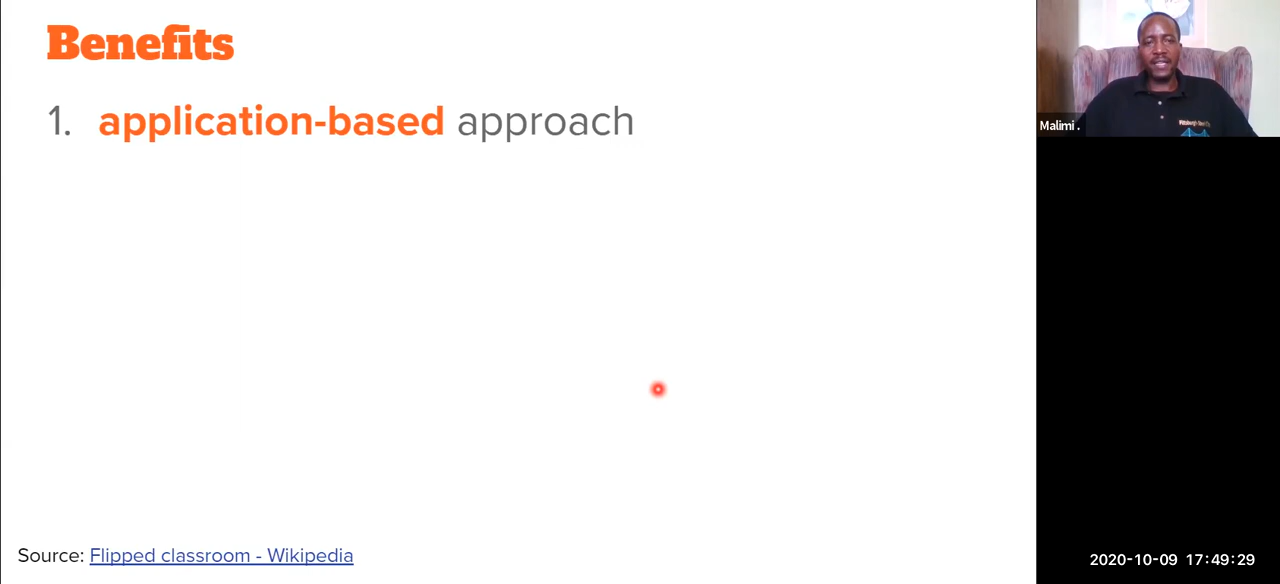 Benefits
1. application-based approach
Source: Flipped classroom - Wikipedia
Malimi .
2020-10-09 17:49:29